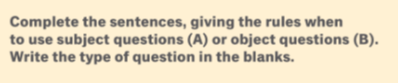 Complete the sentences, giving the rules when
to use subject questions (A) or object questions (B).
Write the type of question in the blanks.